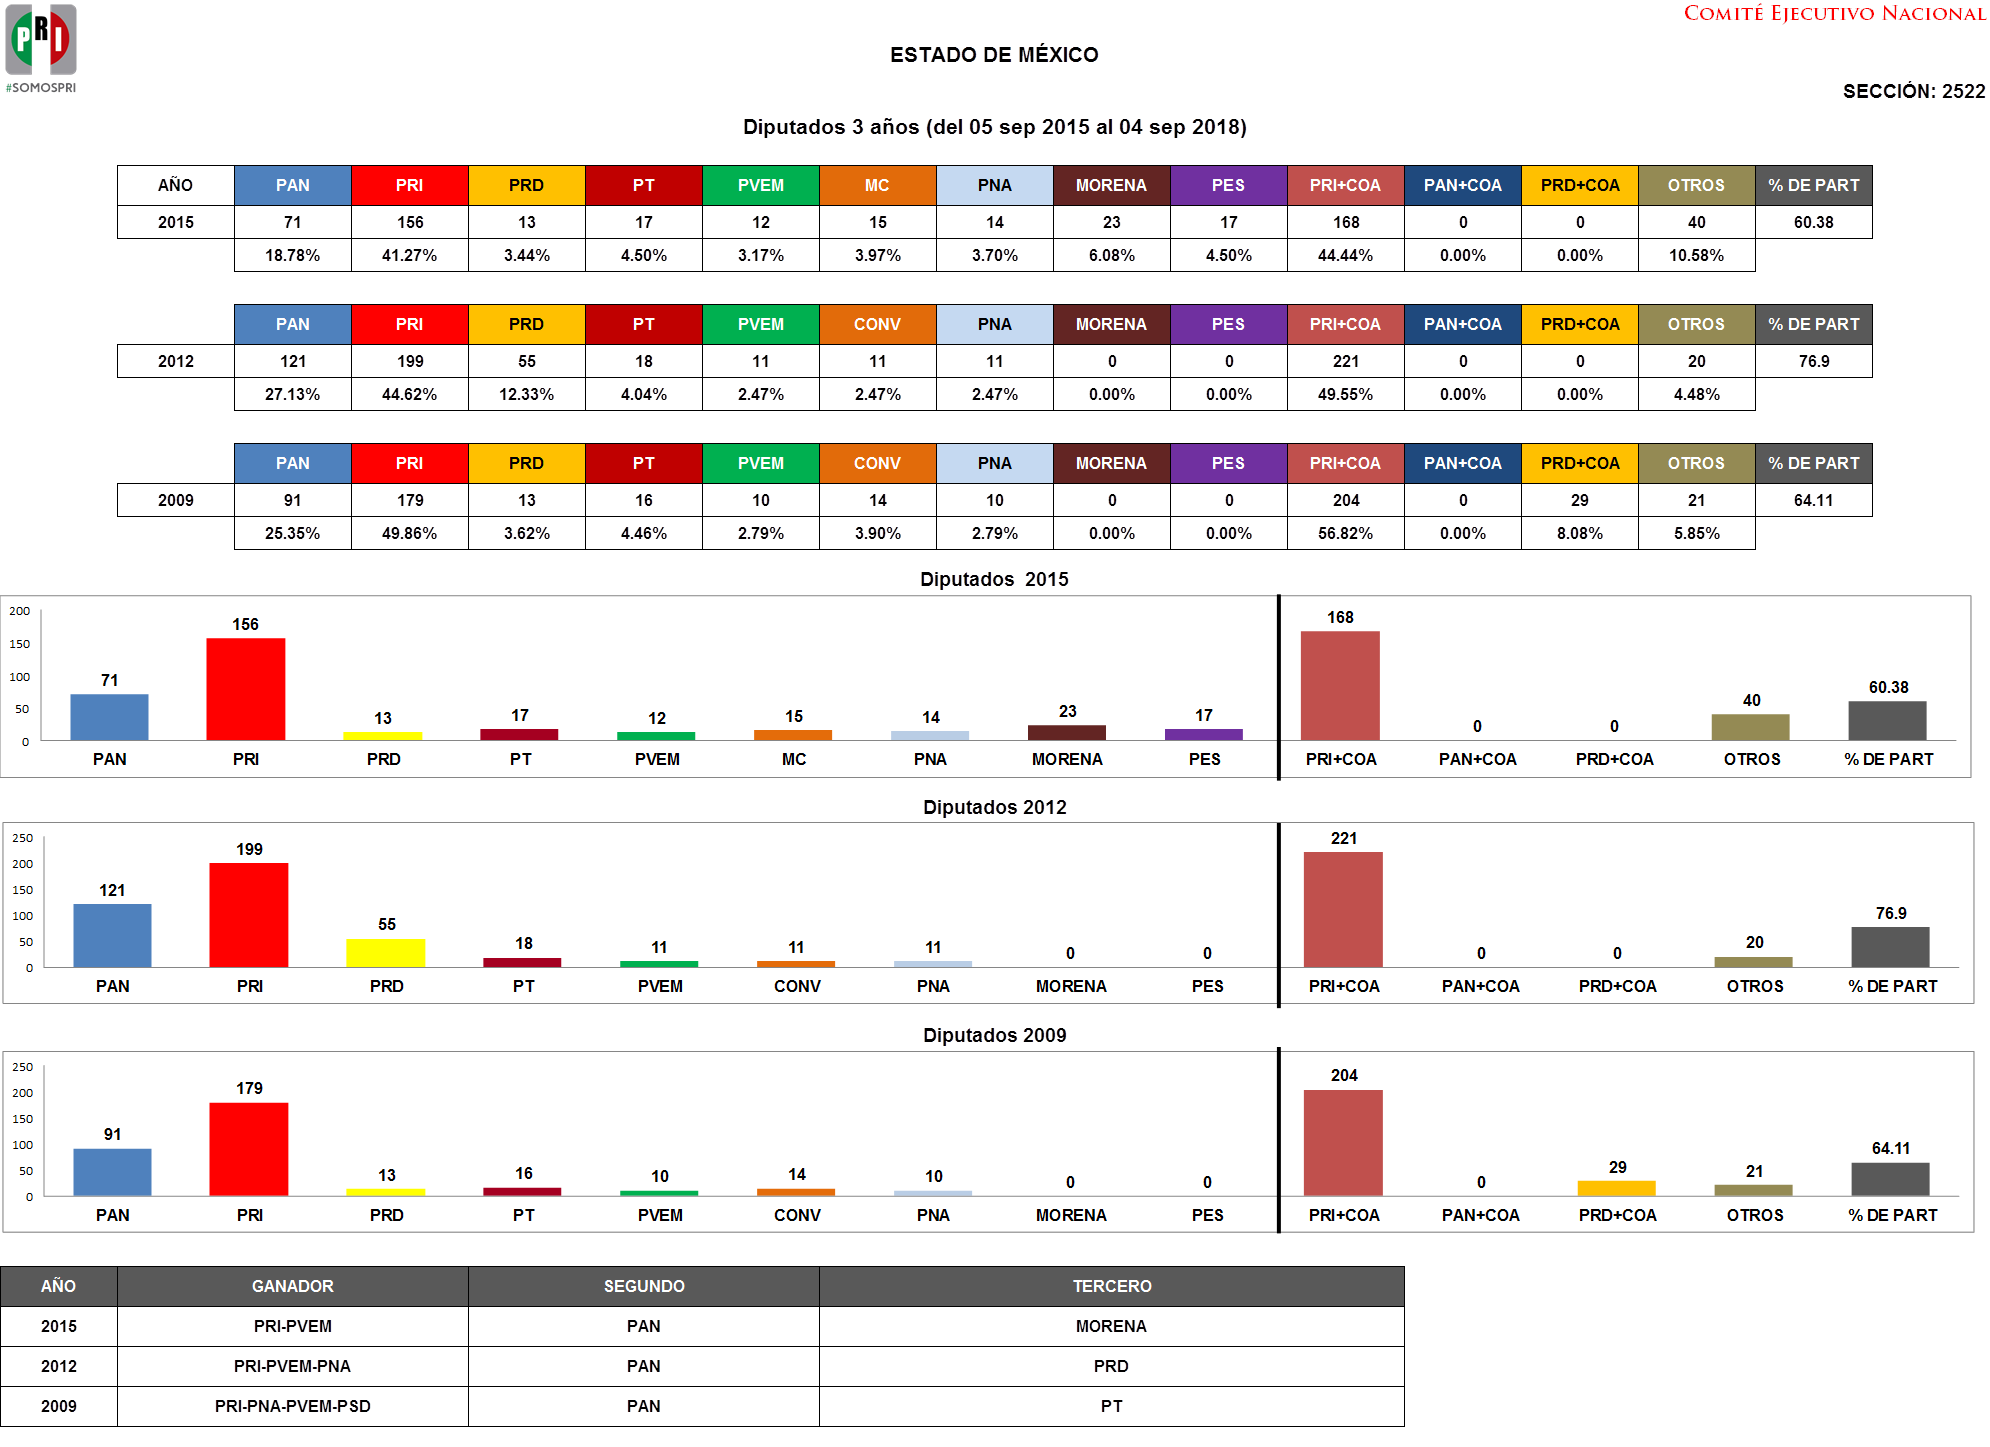 PRI
#SOMOSPRI
COMITÉ EJECUTIVO NACIONAL
ESTADO DE MÉXICO
SECCIÓN: 2522
Diputados 3 años (del 05 sep 2015 al 04 sep 2018)
AÑO PAN PRI PRD PT PVEM MC PNA MORENA PES PRI+COA PAN+COA PRD+COA OTROS % DE PART
2015 71 156 13 17 12 15 14 23 17 168 0 0 40 60.38
18.78% 41.27% 3.44% 4.50% 3.17% 3.97% 3.70% 6.08% 4.50% 44.44% 0.00% 0.00% 10.58%
PAN PRI PRD PT PVEM CONV PNA MORENA PES PRI+COA PAN+COA PRD+COA OTROS % DE PART
2012 121 199 55 18 11 11 11 0 0 221 0 0 20 76.9
27.13% 44.62% 12.33% 4.04% 2.47% 2.47% 2.47% 0.00% 0.00% 49.55% 0.00% 0.00% 4.48%
PAN PRI PRD PT PVEM CONV PNA MORENA PES PRI+COA PAN+COA PRD+COA OTROS % DE PART
2009 91 179 13 16 10 14 10 0 0 204 0 29 21 64.11
25.35% 49.86% 3.62% 4.46% 2.79% 3.90% 2.79% 0.00% 0.00% 56.82% 0.00% 8.08% 5.85%
Diputados 2015
200
150
100
50
0
71 156 13 17 12 15 14 23 17 168 0 0 40 60.38
PAN PRI PRD PT PVEM MC PNA MORENA PES PRI+COA PAN+COA PRD+COA OTROS % DE PART
Diputados 2012
250
200
150
100
50
0
121 199 55 18 11 11 11 0 0 221 0 0 20 76.9
PAN PRI PRD PT PVEM CONV PNA MORENA PES PRI+COA PAN+COA PRD+COA OTROS % DE PART
Diputados 2009
250
200
150
100
50
0
91 179 13 16 10 14 10 0 0 204 0 29 21 64.11
PAN PRI PRD PT PVEM CONV PNA MORENA PES PRI+COA PAN+COA PRD+COA OTROS % DE PART
AÑO GANADOR SEGUNDO TERCERO
2015 PRI-PVEM PAN MORENA
2012 PRI-PVEM-PNA PAN PRD
2009 PRI-PNA-PVEM-PSD PAN PT